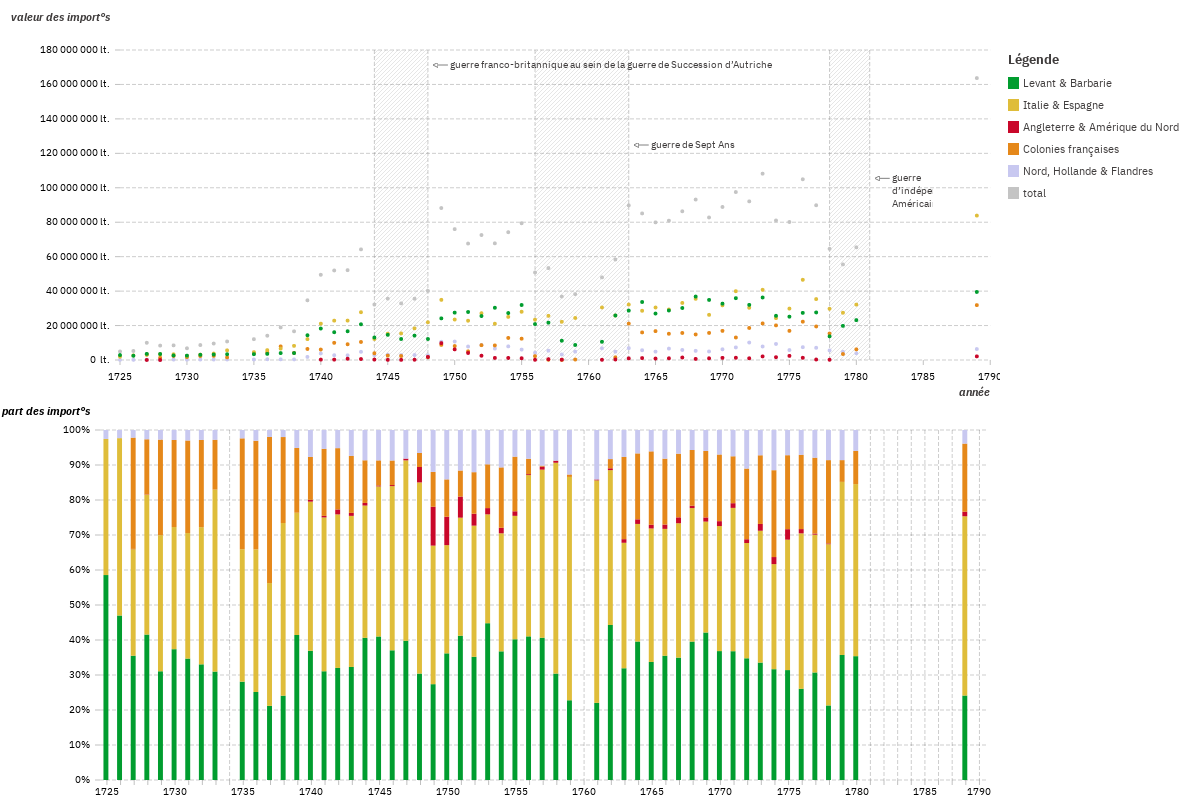 valeur des import°s
180 000 000 lt.
160 000 000 lt.
140 000 000 lt.
120 000 000 lt.
100 000 000 lt.
80 000 000 lt.
60 000 000 lt.
40 000 000 lt.
20 000 000 lt.
0 lt.
guerre franco-britannique au sein de la guerre de Succession d'Autriche
guerre de Sept Ans
guerre
d'indépe
Américai
1725 1730 1735 1740 1745 1750 1755 1760 1765 1770 1775 1780 1785 1790
année
Légende
Levant & Barbarie
Italie & Espagne
Angleterre & Amérique du Nord
Colonies françaises
Nord, Hollande & Flandres
total
part des import°s
100%
90%
80%
70%
60%
50%
40%
30%
20%
10%
0%
1725 1730 1735 1740 1745 1750 1755 1760 1765 1770 1775 1780 1785 1790